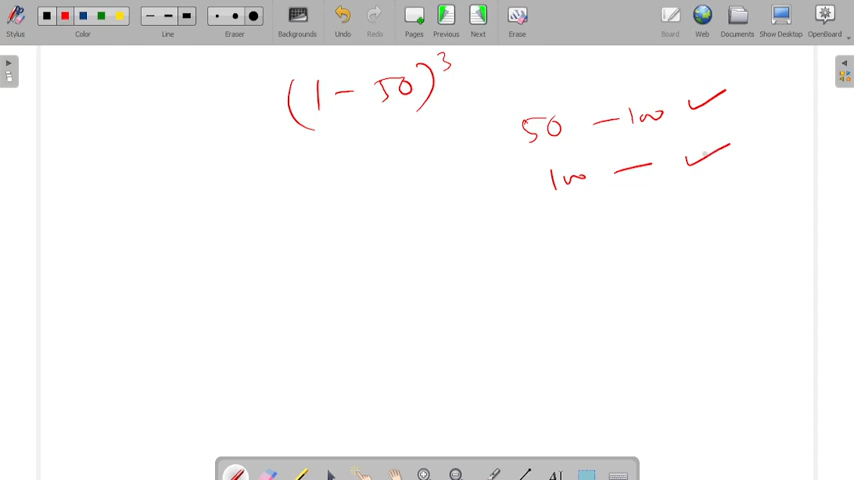 Stylus Color Line Eraser Backgrounds Undo Redo Pages Previous Next Erase Board Web Documents Show Desktop OpenBoard
(1 - 50)³
50 - 100 ✓
100 - ✓